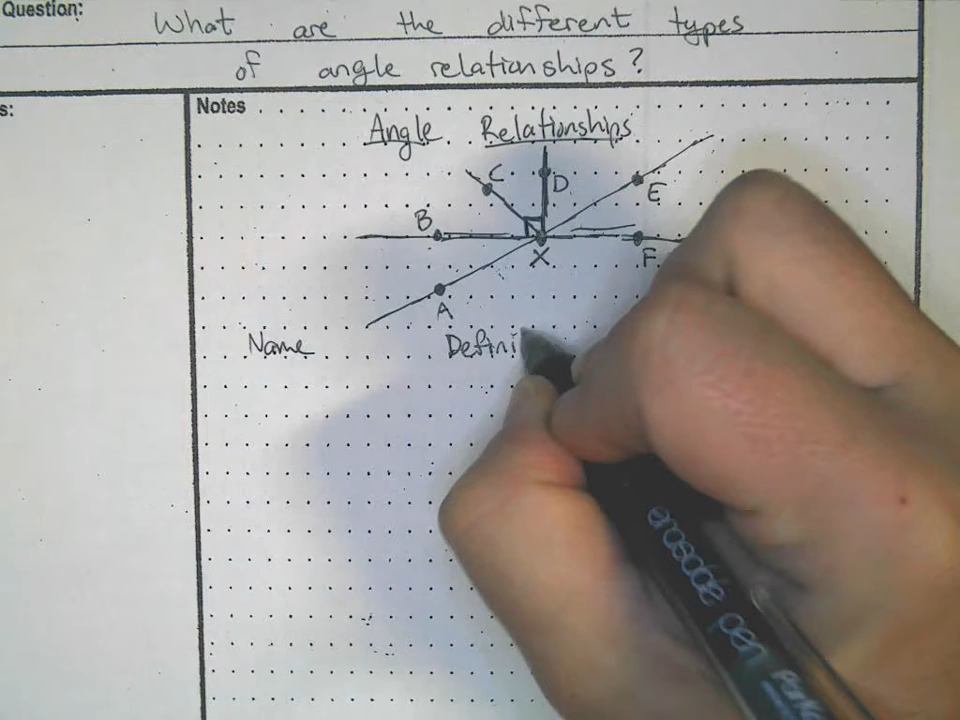 Question:
What are the different types
of angle relationships?
s:
Notes
Angle Relationships
C
D
E
B
X
F
A
Name Defini
erasable pen